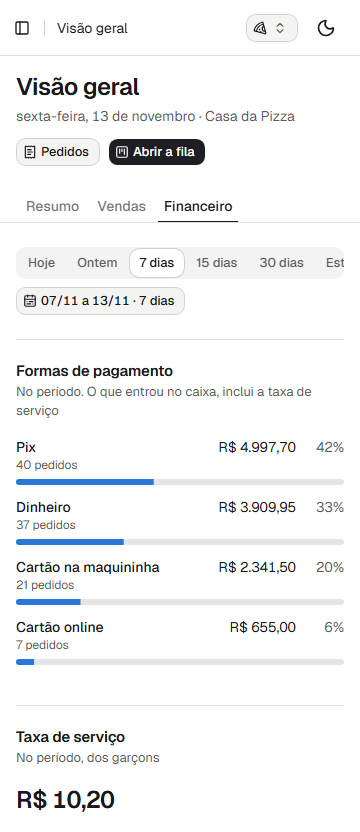 Visão geral
Visão geral
sexta-feira, 13 de novembro · Casa da Pizza
Pedidos
Abrir a fila
Resumo Vendas Financeiro
Hoje Ontem 7 dias 15 dias 30 dias Est
07/11 a 13/11 · 7 dias
Formas de pagamento
No período. O que entrou no caixa, inclui a taxa de
serviço
Pix R$ 4.997,70 42%
40 pedidos
Dinheiro R$ 3.909,95 33%
37 pedidos
Cartão na maquininha R$ 2.341,50 20%
21 pedidos
Cartão online R$ 655,00 6%
7 pedidos
Taxa de serviço
No período, dos garçons
R$ 10,20